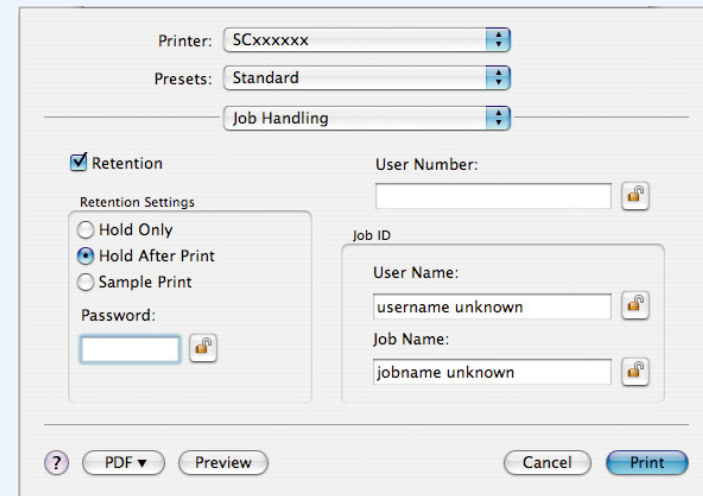 Printer: SCxxxxxx
Presets: Standard
Job Handling
Retention
Retention Settings
Hold Only
Hold After Print
Sample Print
Password:
User Number:
Job ID
User Name:
username unknown
Job Name:
jobname unknown
? PDF ▼ Preview Cancel Print